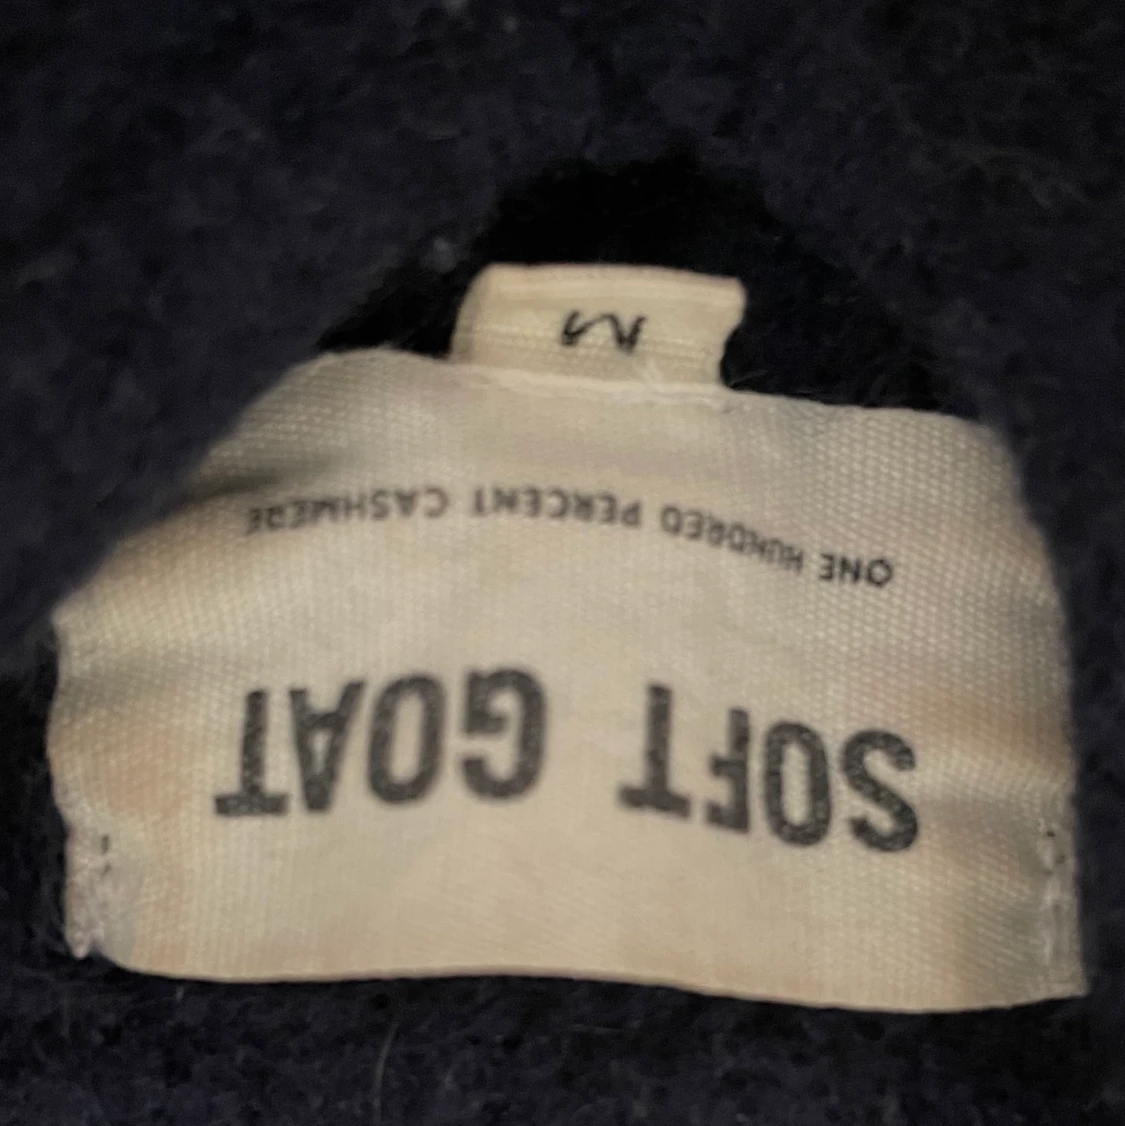 SOFT GOAT
ONE HUNDRED PERCENT CASHMERE
M